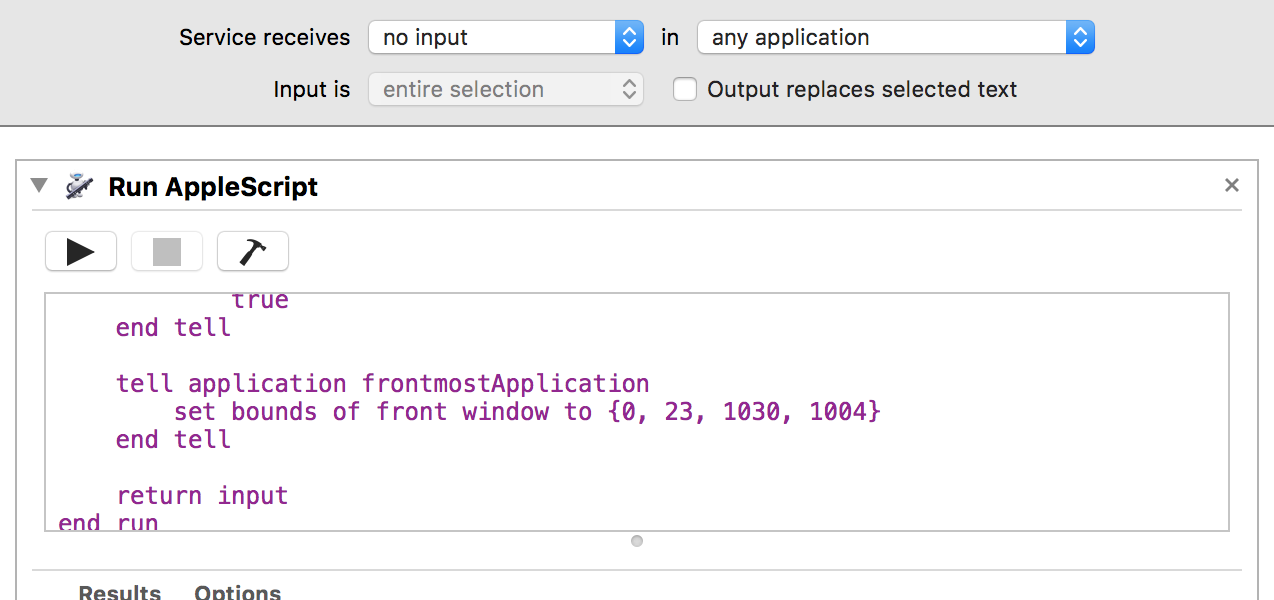 Service receives no input in any application
Input is entire selection Output replaces selected text
Run AppleScript
true
end tell
tell application frontmostApplication
set bounds of front window to {0, 23, 1030, 1004}
end tell
return input
end run
Results Options